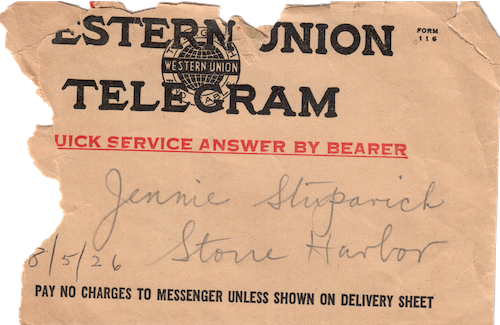 ESTERN UNION
FORM
116
WESTERN UNION
TELEGRAM
UICK SERVICE ANSWER BY BEARER
Jennie Stuparich
Stone Harbor
8/5/26
PAY NO CHARGES TO MESSENGER UNLESS SHOWN ON DELIVERY SHEET